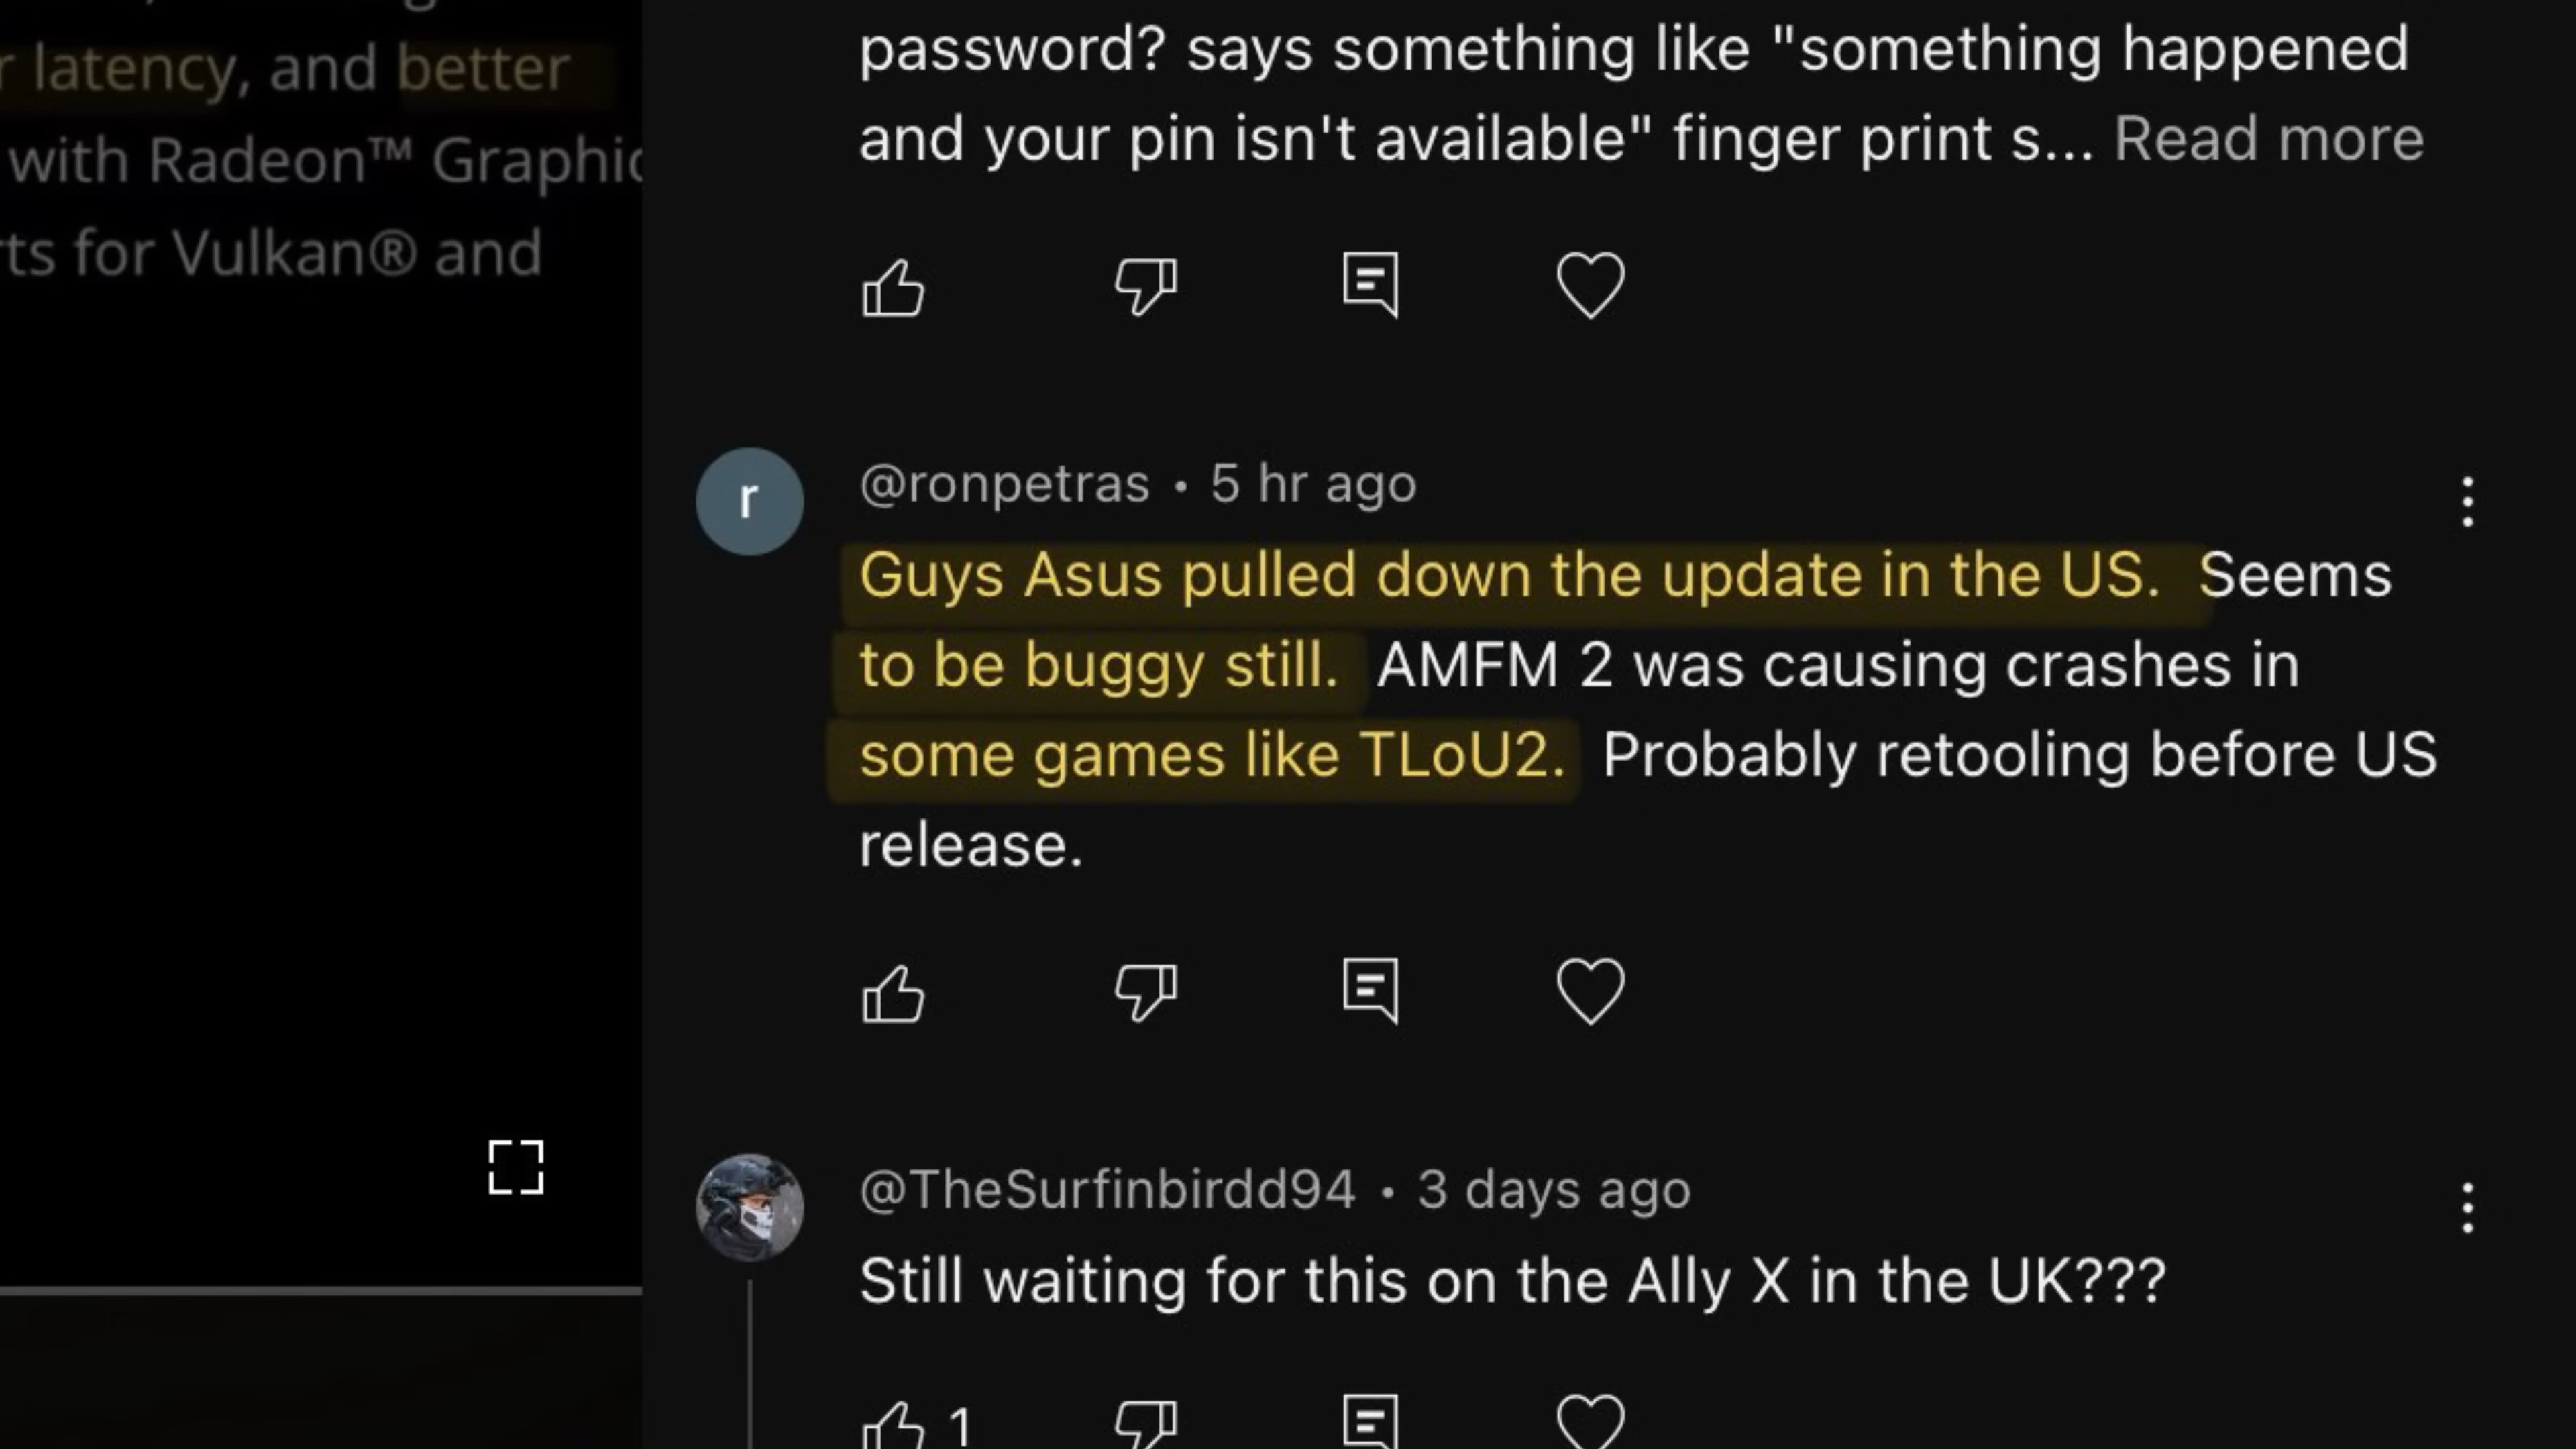 latency, and better
with Radeon™
for Vulkan® and
password? says something like "something happened
and your pin isn't available" finger print s... Read more
r
@ronpetras • 5 hr ago
Guys Asus pulled down the update in the US. Seems
to be buggy still. AMFM 2 was causing crashes in
some games like TLoU2. Probably retooling before US
release.
@TheSurfinbirdd94 • 3 days ago
Still waiting for this on the Ally X in the UK???
1